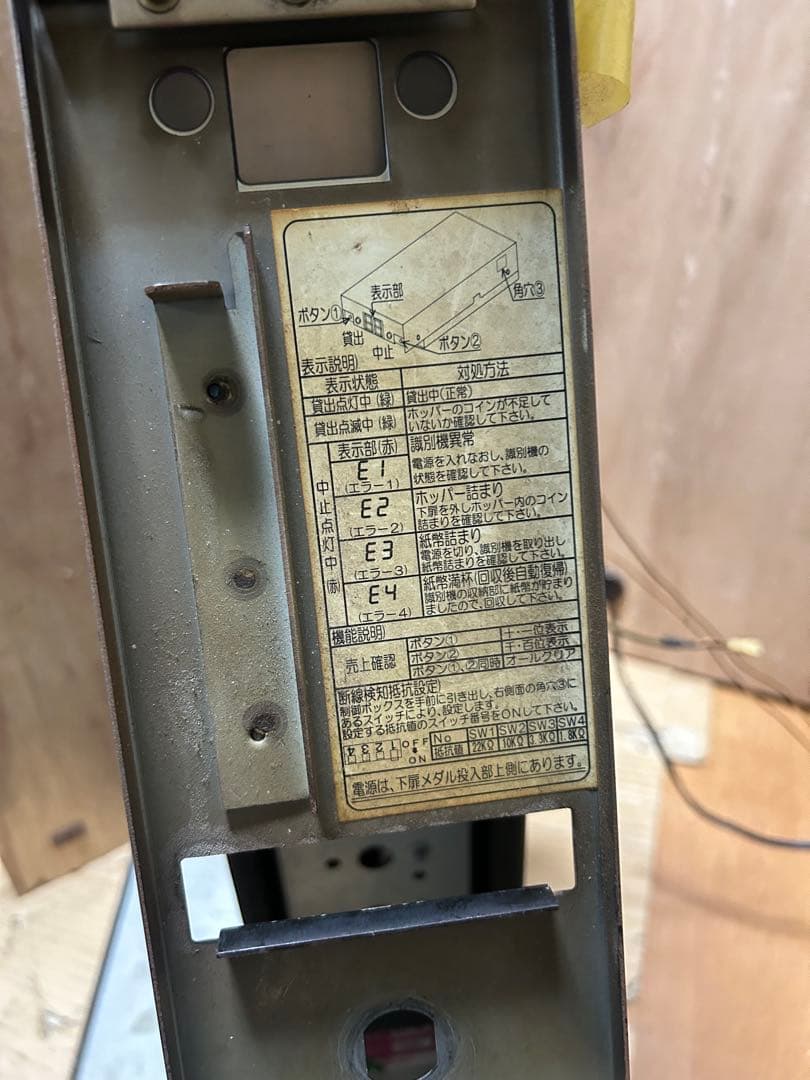 表示部
角穴③
ボタン①
貸出
中止
ボタン②
表示説明)
表示状態 対処方法
貸出点灯中(緑) 貸出中(正常)
貸出点滅中(緑) ホッパーのコインが不足して
いないか確認して下さい。
中止点灯中(赤)
表示部(赤) 識別機異常
E1 電源を入れなおし、識別機の
(エラー1) 状態を確認して下さい。
E2 ホッパー詰まり
下扉を外しホッパー内のコイン
(エラー2) 詰まりを確認して下さい。
E3 紙幣詰まり
電源を切り、識別機を取り出し
(エラー3) 紙幣詰まりを確認して下さい。
E4 紙幣満杯(回収後自動復帰)
識別機の収納部に紙幣が貯まり
(エラー4) ましたので、回収して下さい。
機能説明)
売上確認
ボタン① 十・一位表示
ボタン② 千・百位表示
ボタン①、②同時 オールクリア
断線検知抵抗設定)
制御ボックスを手前に引き出し、右側面の角穴③に
あるスイッチにより、設定します。
設定する抵抗値のスイッチ番号をONして下さい。
4 3 2 1 OFF
ON
No SW1 SW2 SW3 SW4
抵抗値 22KΩ 10KΩ 3.3KΩ 1.8KΩ
電源は、下扉メダル投入部上側にあります。